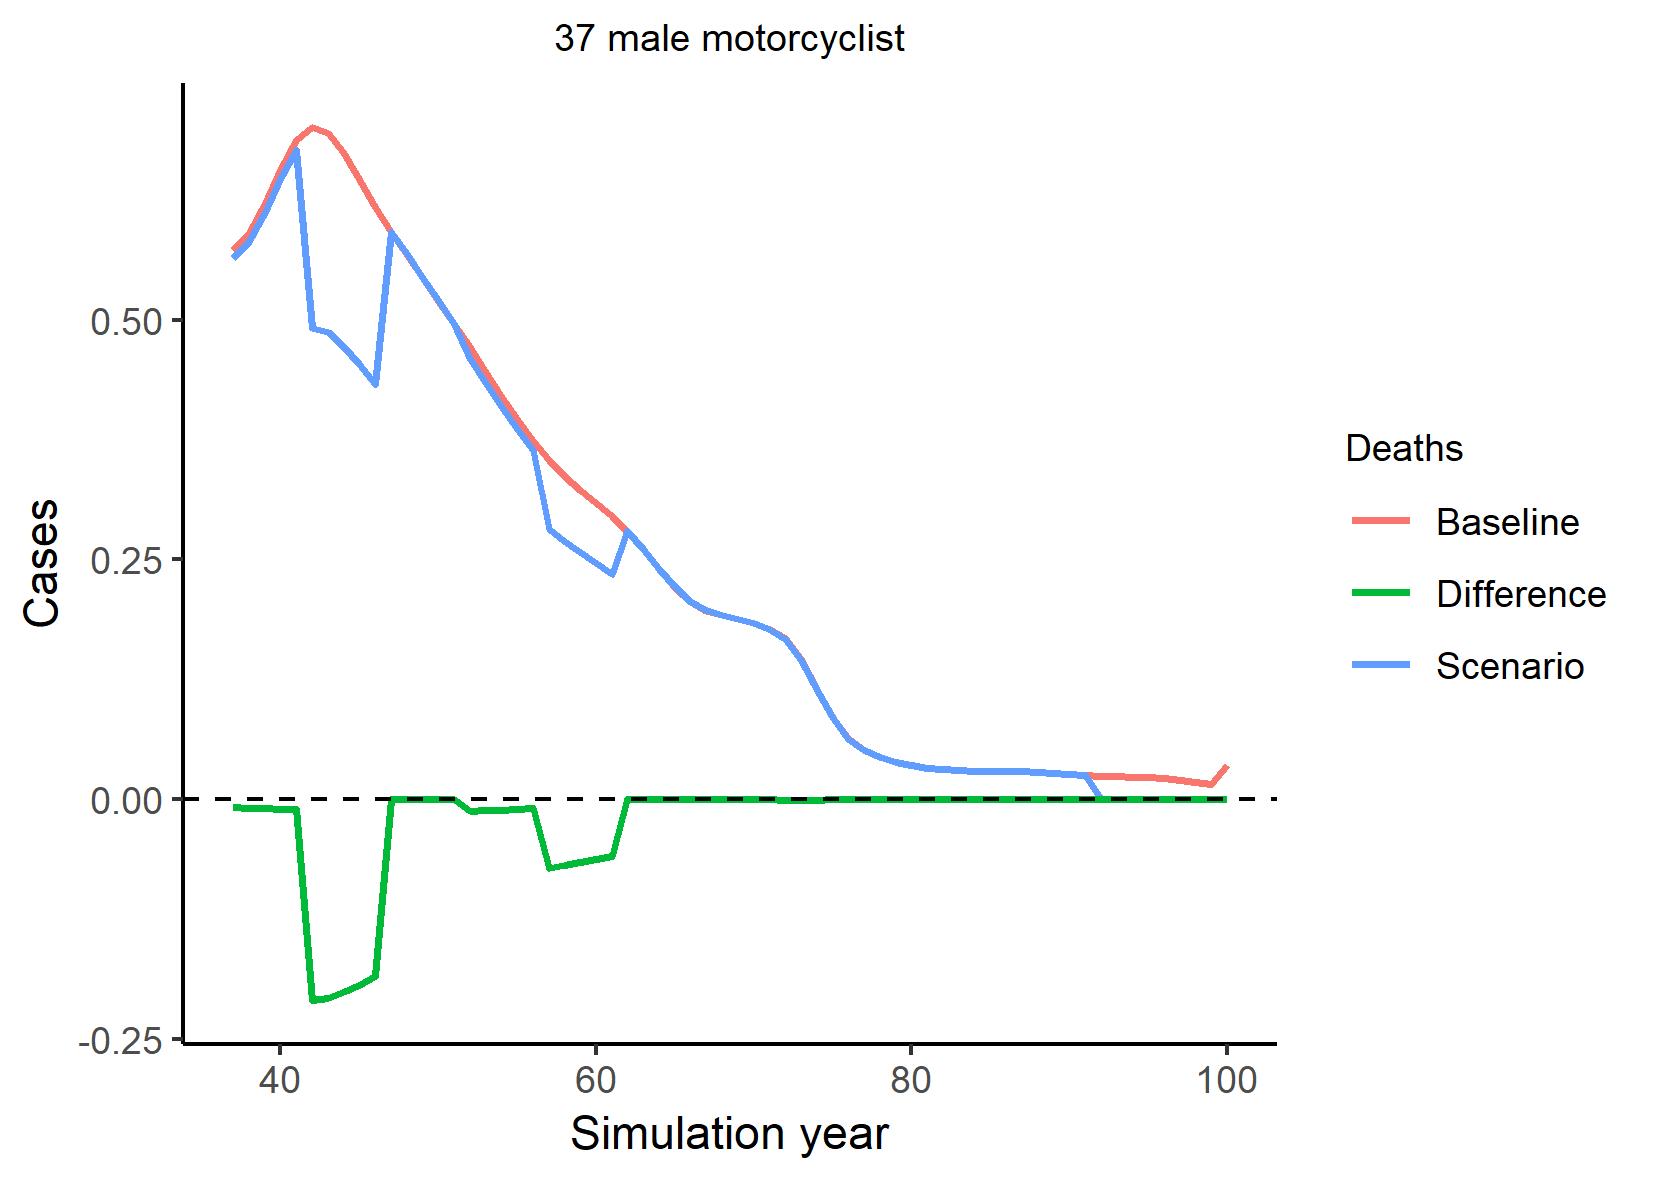 37 male motorcyclist
Cases
0.50
0.25
0.00
-0.25
40 60 80 100
Simulation year
Deaths
Baseline
Difference
Scenario